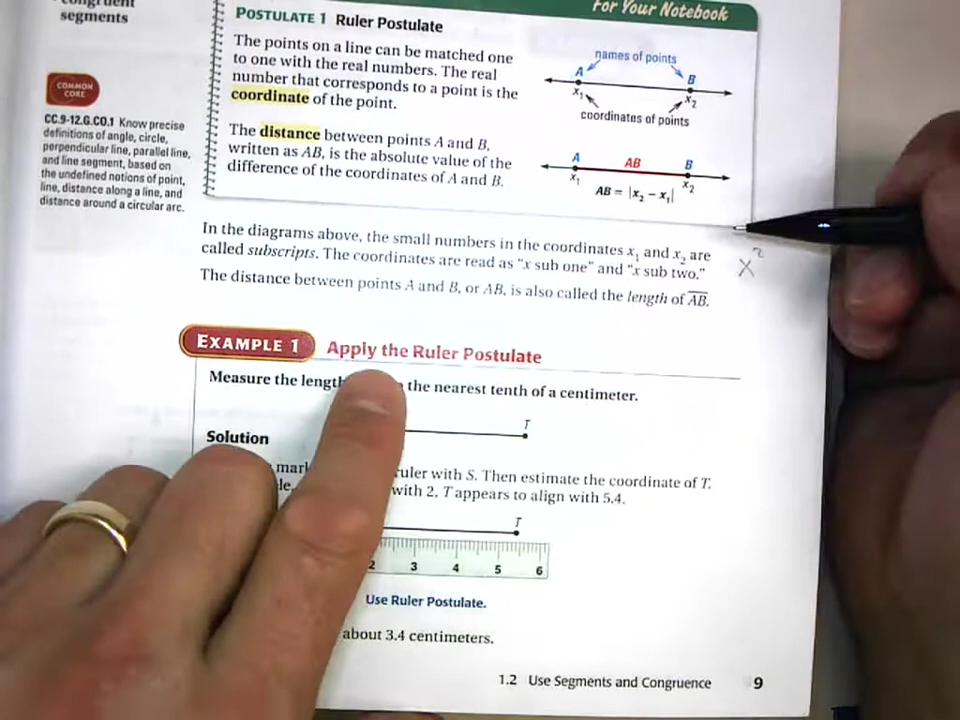 congruent
segments
For Your Notebook
POSTULATE 1 Ruler Postulate
The points on a line can be matched one
to one with the real numbers. The real
number that corresponds to a point is the
coordinate of the point.
names of points
A
B
x₁
x₂
coordinates of points
The distance between points A and B,
written as AB, is the absolute value of the
difference of the coordinates of A and B.
A
AB
B
x₁
x₂
AB = |x₂ − x₁|
COMMON
CORE
CC.9-12.G.CO.1 Know precise
definitions of angle, circle,
perpendicular line, parallel line,
and line segment, based on
the undefined notions of point,
line, distance along a line, and
distance around a circular arc.
In the diagrams above, the small numbers in the coordinates x₁ and x₂ are
called subscripts. The coordinates are read as "x sub one" and "x sub two."
x²
The distance between points A and B, or AB, is also called the length of A̅B̅.
EXAMPLE 1 Apply the Ruler Postulate
Measure the length the nearest tenth of a centimeter.
T
Solution
ruler with S. Then estimate the coordinate of T.
with 2, T appears to align with 5.4.
T
2 3 4 5 6
Use Ruler Postulate.
about 3.4 centimeters.
1.2 Use Segments and Congruence 9